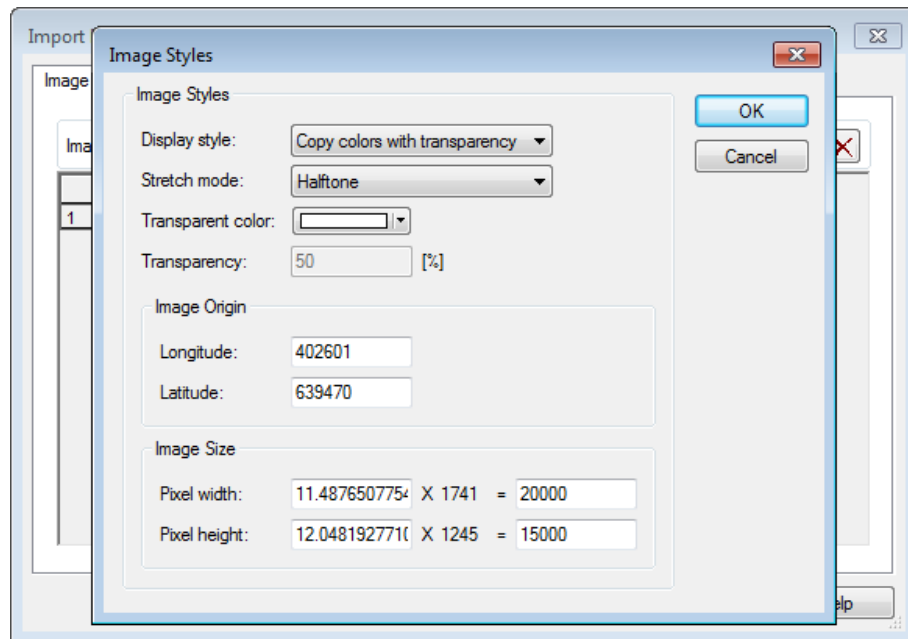 Import
Image Styles
Image
Image Styles
OK
Cancel
Display style: Copy colors with transparency
Ima
Stretch mode: Halftone
1
Transparent color:
Transparency: 50 [%]
Image Origin
Longitude: 402601
Latitude: 639470
Image Size
Pixel width: 11.4876507754 X 1741 = 20000
Pixel height: 12.0481927710 X 1245 = 15000
elp